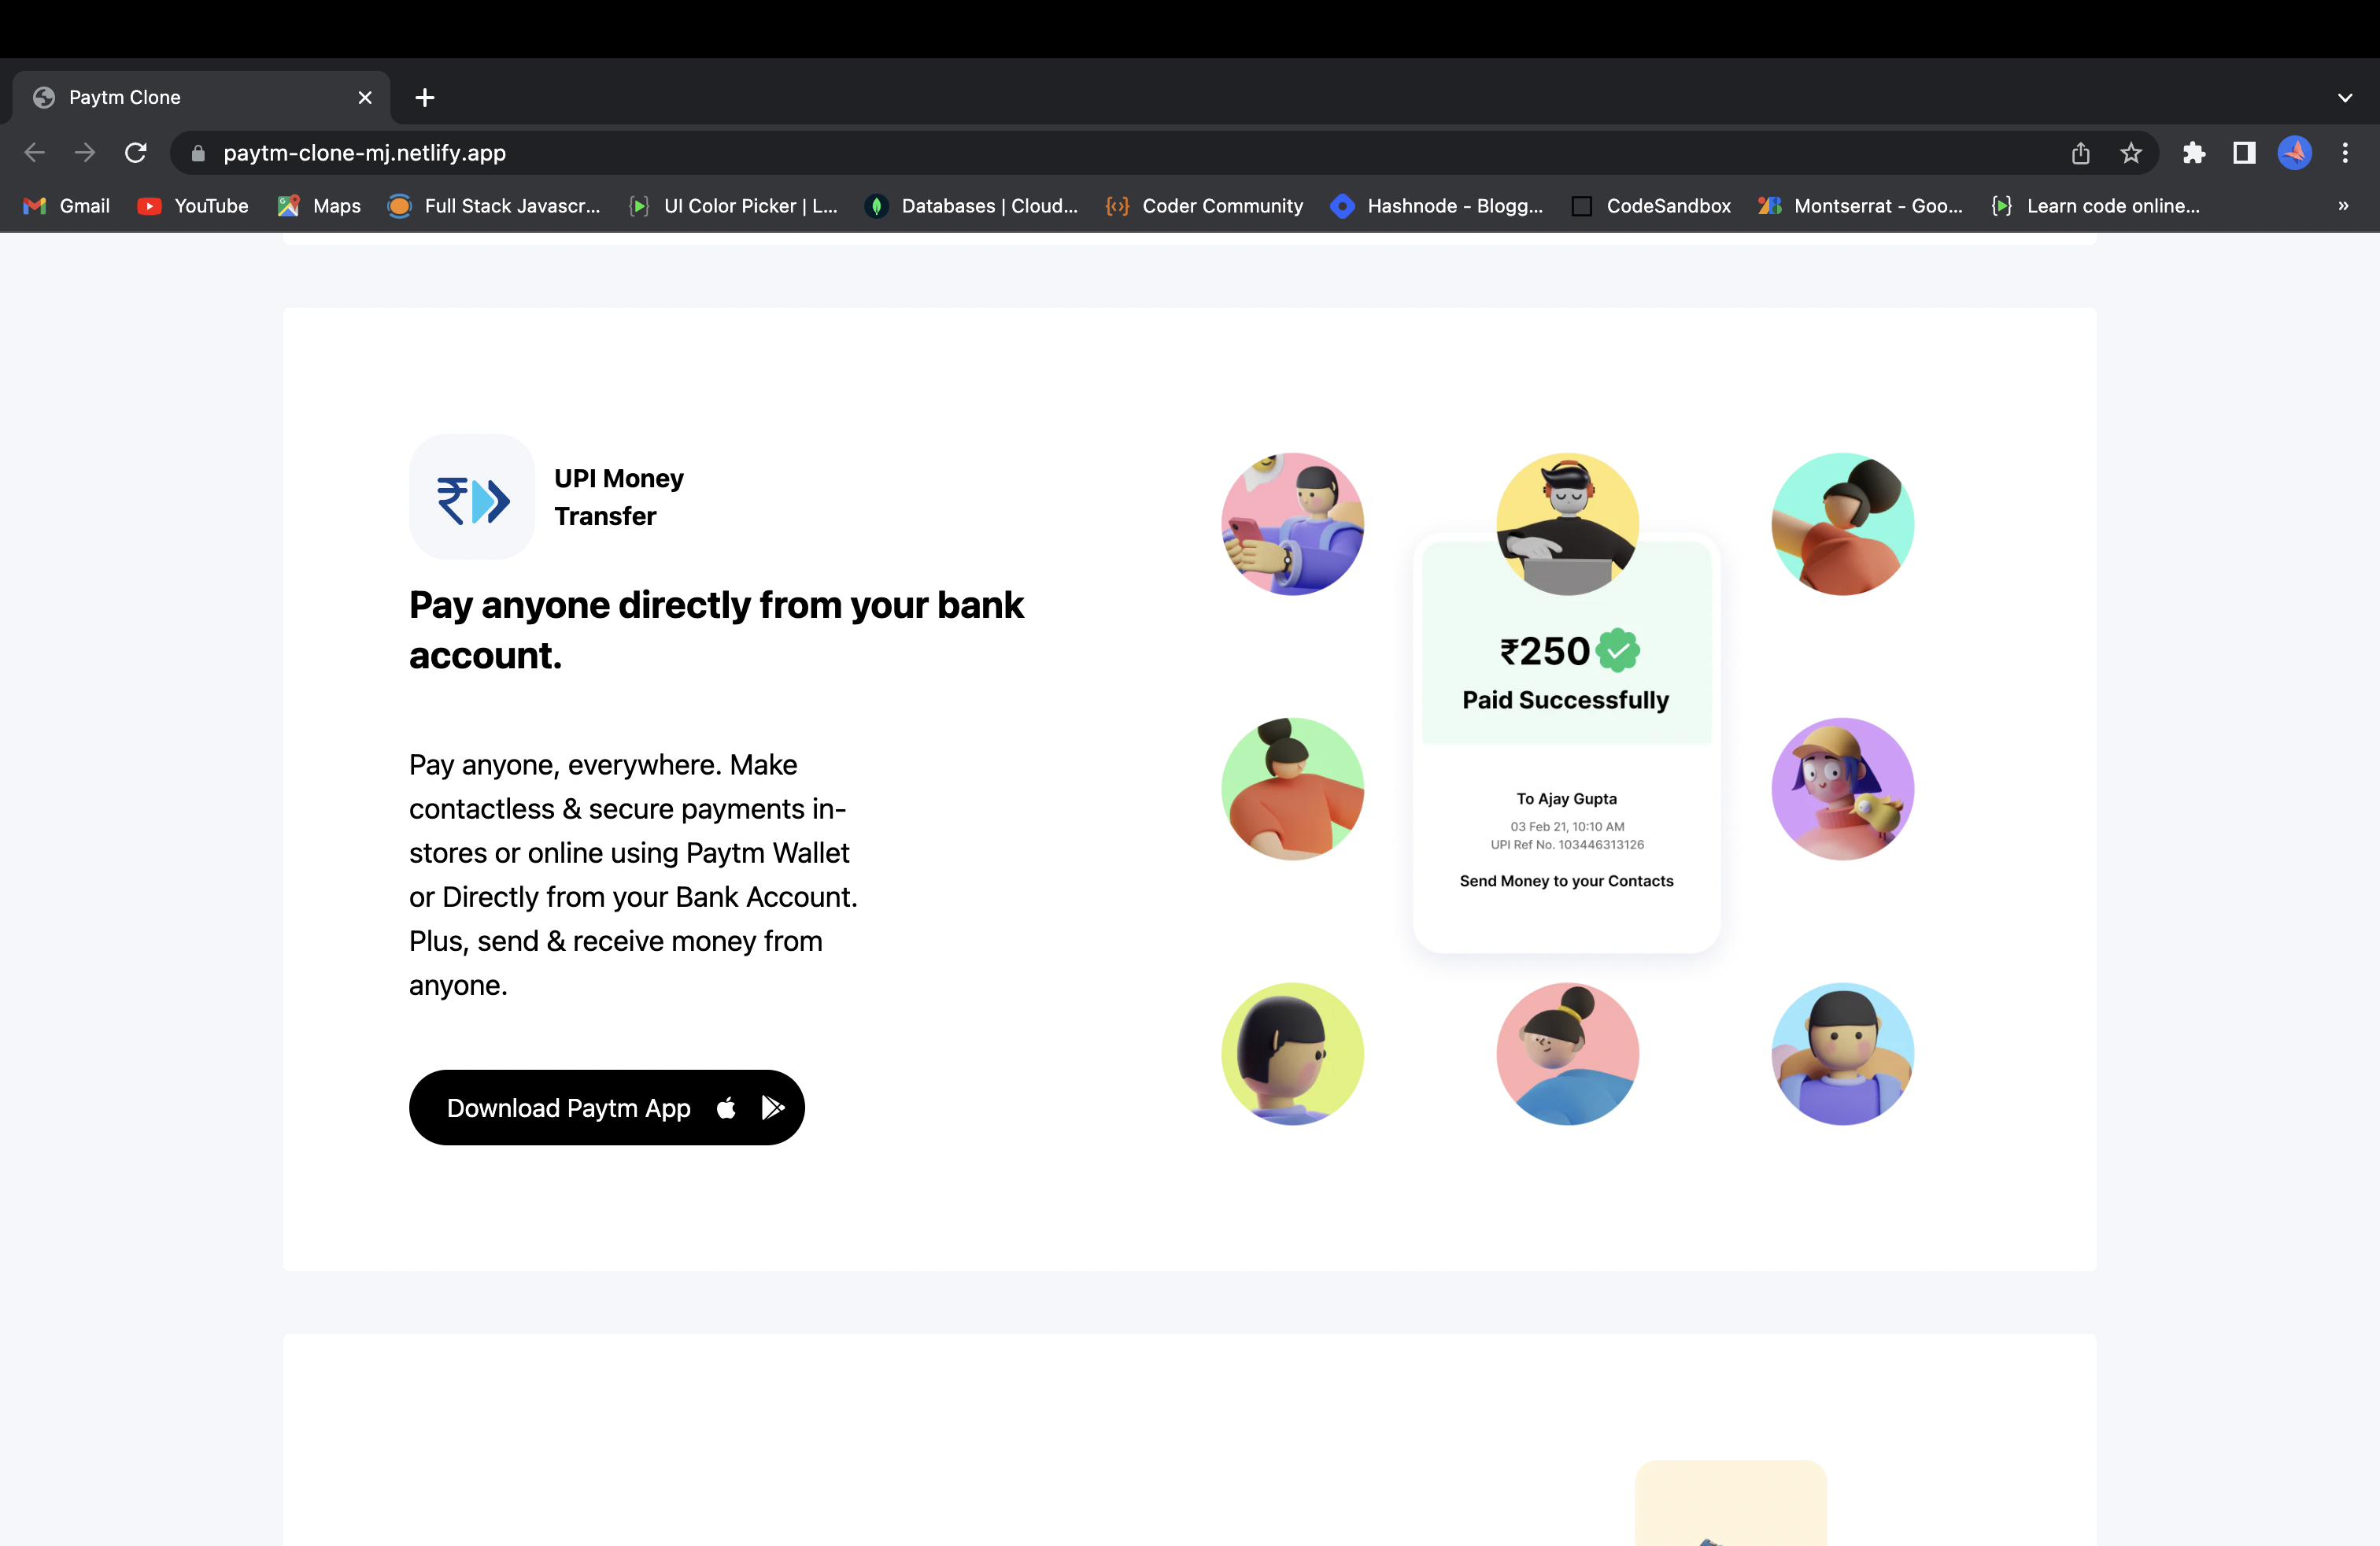 Paytm Clone
paytm-clone-mj.netlify.app
Gmail YouTube Maps Full Stack Javascr... UI Color Picker | L... Databases | Cloud... Coder Community Hashnode - Blogg... CodeSandbox Montserrat - Goo... Learn code online... »
UPI Money
Transfer
Pay anyone directly from your bank
account.
Pay anyone, everywhere. Make
contactless & secure payments in-
stores or online using Paytm Wallet
or Directly from your Bank Account.
Plus, send & receive money from
anyone.
Download Paytm App
₹250
Paid Successfully
To Ajay Gupta
03 Feb 21, 10:10 AM
UPI Ref No. 103446313126
Send Money to your Contacts